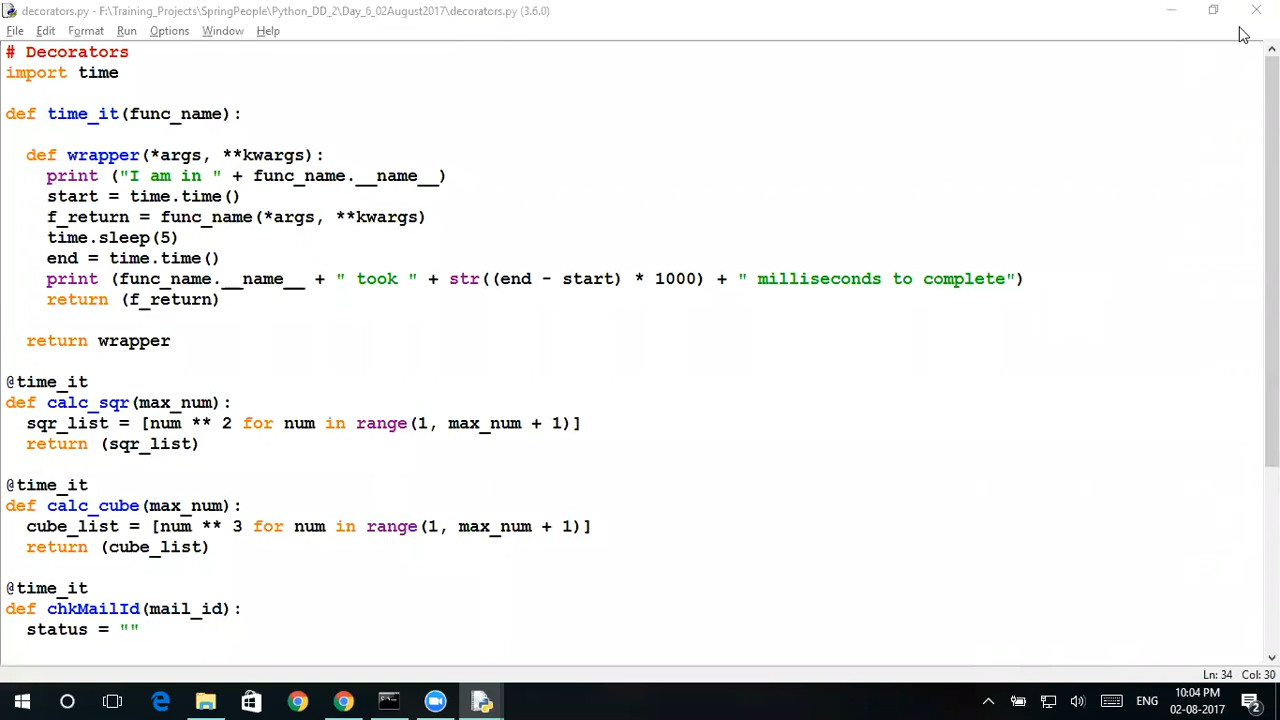 decorators.py - F:\Training_Projects\SpringPeople\Python_DD_2\Day_6_02August2017\decorators.py (3.6.0)
File Edit Format Run Options Window Help
# Decorators
import time
def time_it(func_name):
  def wrapper(*args, **kwargs):
    print ("I am in " + func_name.__name__)
    start = time.time()
    f_return = func_name(*args, **kwargs)
    time.sleep(5)
    end = time.time()
    print (func_name.__name__ + " took " + str((end - start) * 1000) + " milliseconds to complete")
    return (f_return)
  return wrapper
@time_it
def calc_sqr(max_num):
  sqr_list = [num ** 2 for num in range(1, max_num + 1)]
  return (sqr_list)
@time_it
def calc_cube(max_num):
  cube_list = [num ** 3 for num in range(1, max_num + 1)]
  return (cube_list)
@time_it
def chkMailId(mail_id):
  status = ""
Ln: 34 Col: 30
ENG
10:04 PM
02-08-2017
2